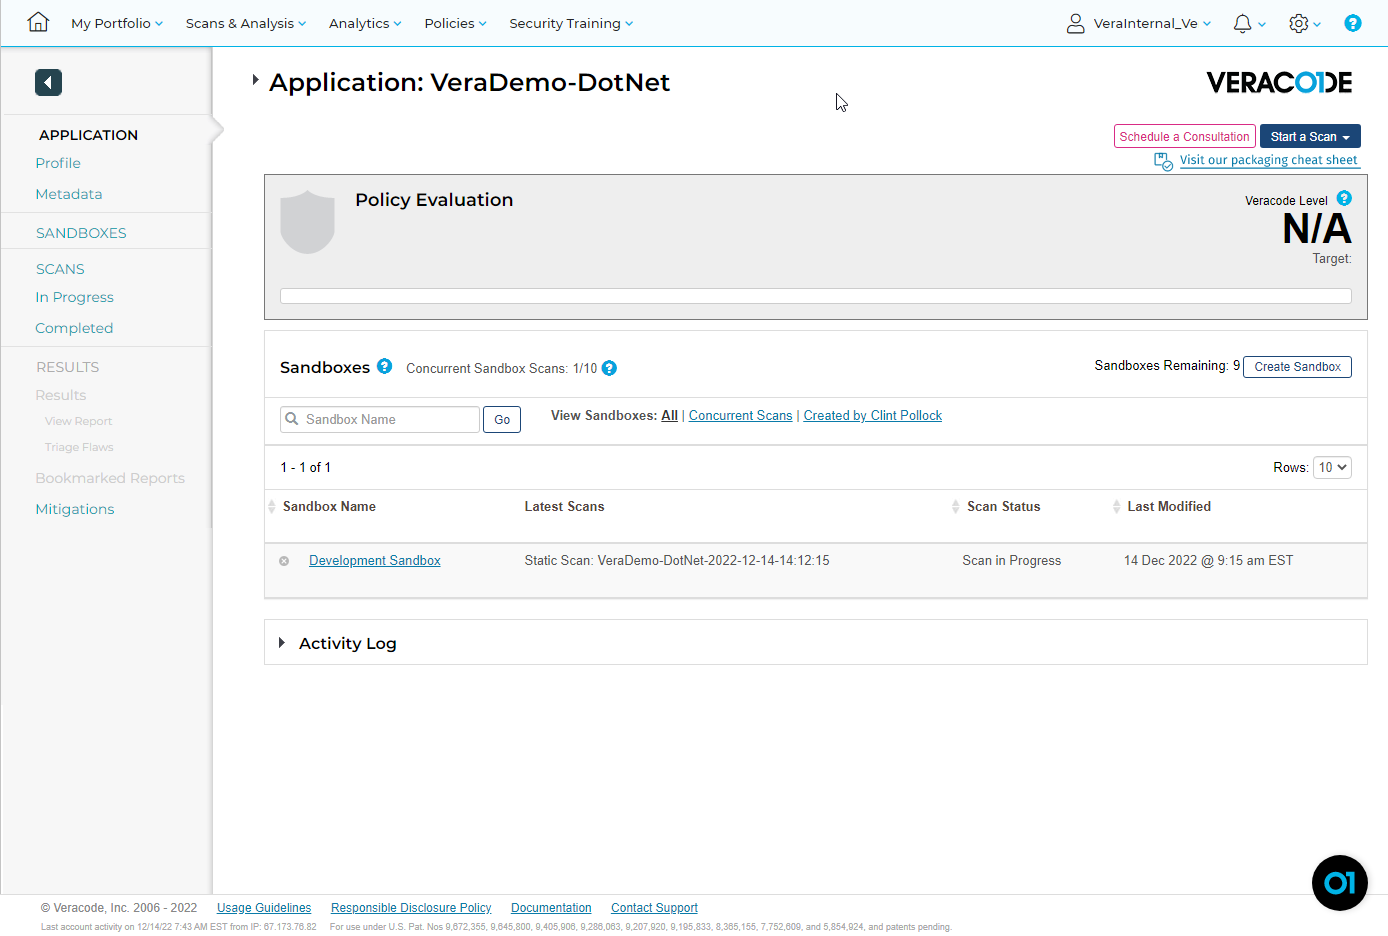 My Portfolio Scans & Analysis Analytics Policies Security Training VeraInternal_Ve
Application: VeraDemo-DotNet
VERACODE
APPLICATION
Profile
Metadata
SANDBOXES
SCANS
In Progress
Completed
RESULTS
Results
View Report
Triage Flaws
Bookmarked Reports
Mitigations
Schedule a Consultation Start a Scan
Visit our packaging cheat sheet
Policy Evaluation
Veracode Level ?
N/A
Target:
Sandboxes ? Concurrent Sandbox Scans: 1/10 ? Sandboxes Remaining: 9 Create Sandbox
Sandbox Name Go View Sandboxes: All | Concurrent Scans | Created by Clint Pollock
1 - 1 of 1 Rows: 10
Sandbox Name Latest Scans Scan Status Last Modified
Development Sandbox Static Scan: VeraDemo-DotNet-2022-12-14-14:12:15 Scan in Progress 14 Dec 2022 @ 9:15 am EST
Activity Log
© Veracode, Inc. 2006 - 2022 Usage Guidelines Responsible Disclosure Policy Documentation Contact Support
Last account activity on 12/14/22 7:43 AM EST from IP: 67.173.76.82 For use under U.S. Pat. Nos 9,672,355, 9,645,800, 9,405,906, 9,286,063, 9,207,920, 9,195,833, 8,365,155, 7,752,609, and 5,854,924, and patents pending.
01